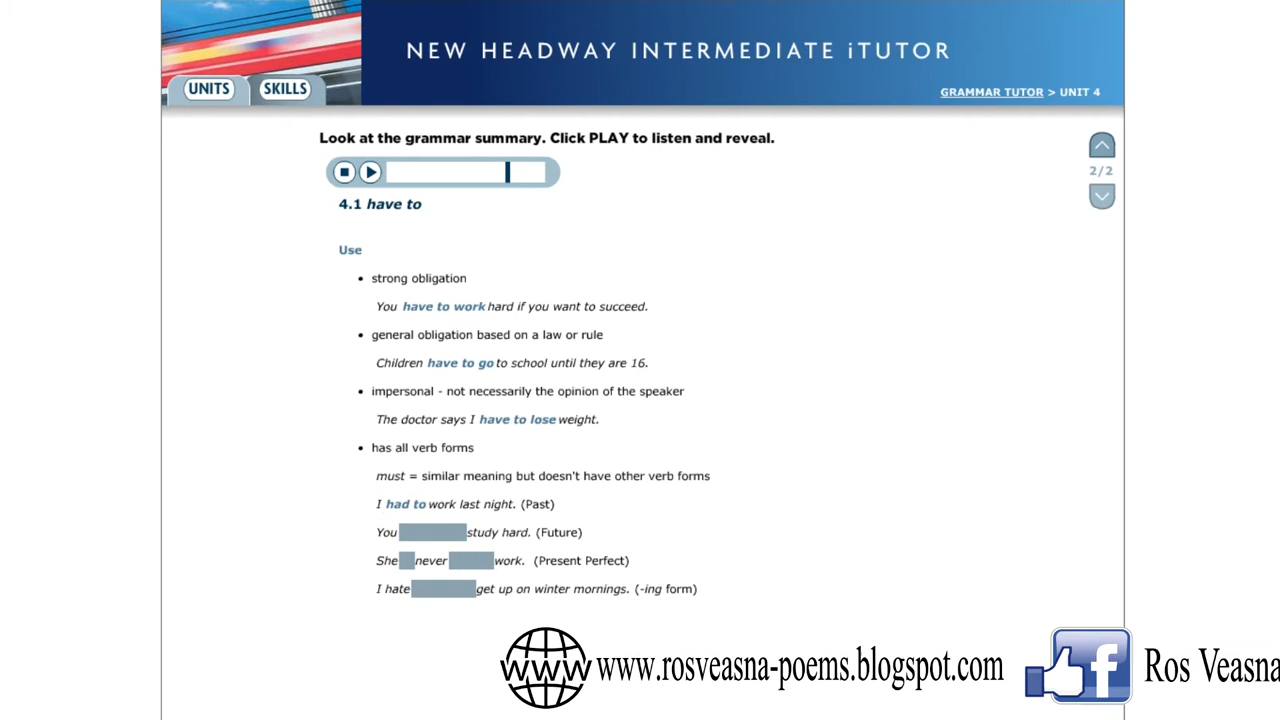 NEW HEADWAY INTERMEDIATE iTUTOR
UNITS SKILLS
GRAMMAR TUTOR > UNIT 4
Look at the grammar summary. Click PLAY to listen and reveal.
2/2
4.1 have to
Use
• strong obligation
You have to work hard if you want to succeed.
• general obligation based on a law or rule
Children have to go to school until they are 16.
• impersonal - not necessarily the opinion of the speaker
The doctor says I have to lose weight.
• has all verb forms
must = similar meaning but doesn't have other verb forms
I had to work last night. (Past)
You study hard. (Future)
She never work. (Present Perfect)
I hate get up on winter mornings. (-ing form)
www www.rosveasna-poems.blogspot.com f Ros Veasna